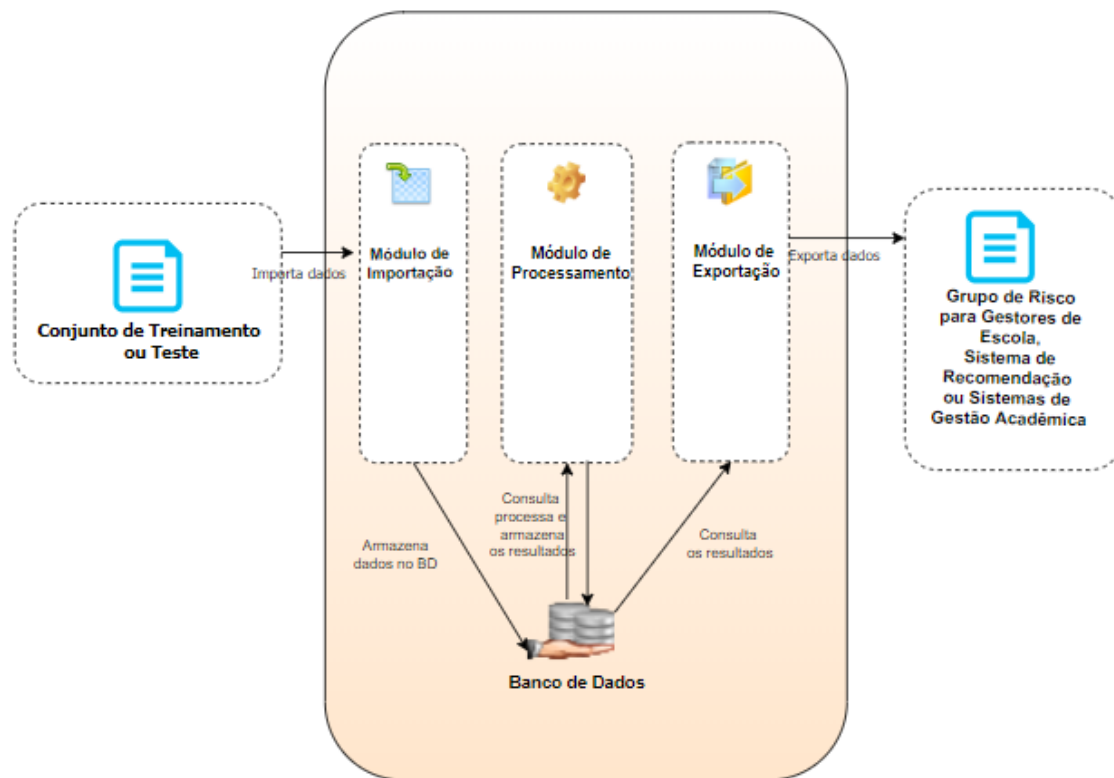 Conjunto de Treinamento
ou Teste
Importa dados
Módulo de
Importação
Módulo de
Processamento
Módulo de
Exportação
Exporta dados
Grupo de Risco
para Gestores de
Escola,
Sistema de
Recomendação
ou Sistemas de
Gestão Acadêmica
Armazena
dados no BD
Consulta
processa e
armazena
os resultados
Consulta
os resultados
Banco de Dados